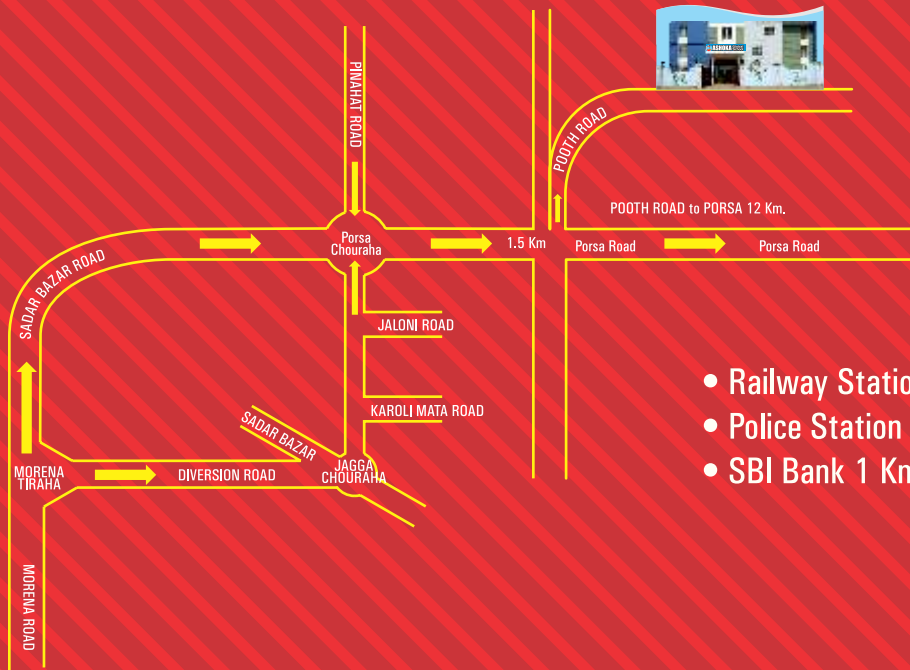 ASHOKA
PINAHAT ROAD
POOTH ROAD
POOTH ROAD to PORSA 12 Km.
Porsa
Chouraha
1.5 Km
Porsa Road
Porsa Road
SADAR BAZAR ROAD
JALONI ROAD
KAROLI MATA ROAD
SADAR BAZAR
MORENA
TIRAHA
DIVERSION ROAD
JAGGA
CHOURAHA
MORENA ROAD
• Railway Statio
• Police Station
• SBI Bank 1 Km